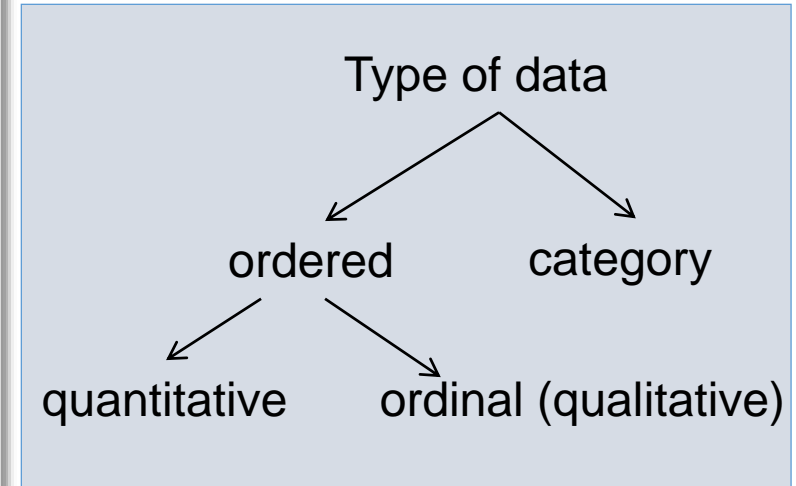 Type of data
ordered category
quantitative ordinal (qualitative)